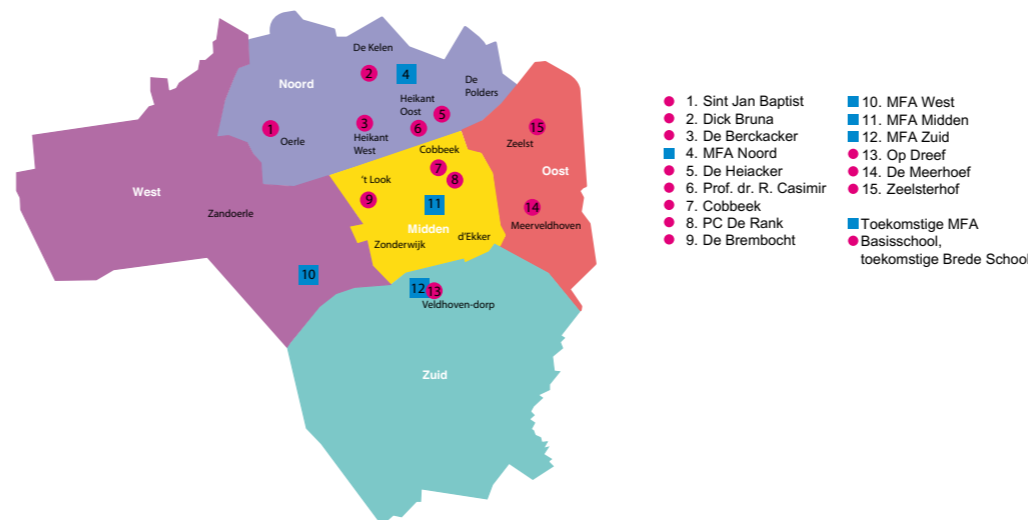 De Kelen
2
4
Noord
De
Polders
Heikant
Oost
5
1
3
6
15
Oerle
Heikant
West
Zeelst
Cobbeek
7
't Look
8
Oost
West
9
11
14
Zandoerle
Meerveldhoven
Midden
d'Ekker
Zonderwijk
10
12
13
Veldhoven-dorp
Zuid
1. Sint Jan Baptist
2. Dick Bruna
3. De Berckacker
4. MFA Noord
5. De Heiacker
6. Prof. dr. R. Casimir
7. Cobbeek
8. PC De Rank
9. De Brembocht
10. MFA West
11. MFA Midden
12. MFA Zuid
13. Op Dreef
14. De Meerhoef
15. Zeelsterhof
Toekomstige MFA
Basisschool,
toekomstige Brede School